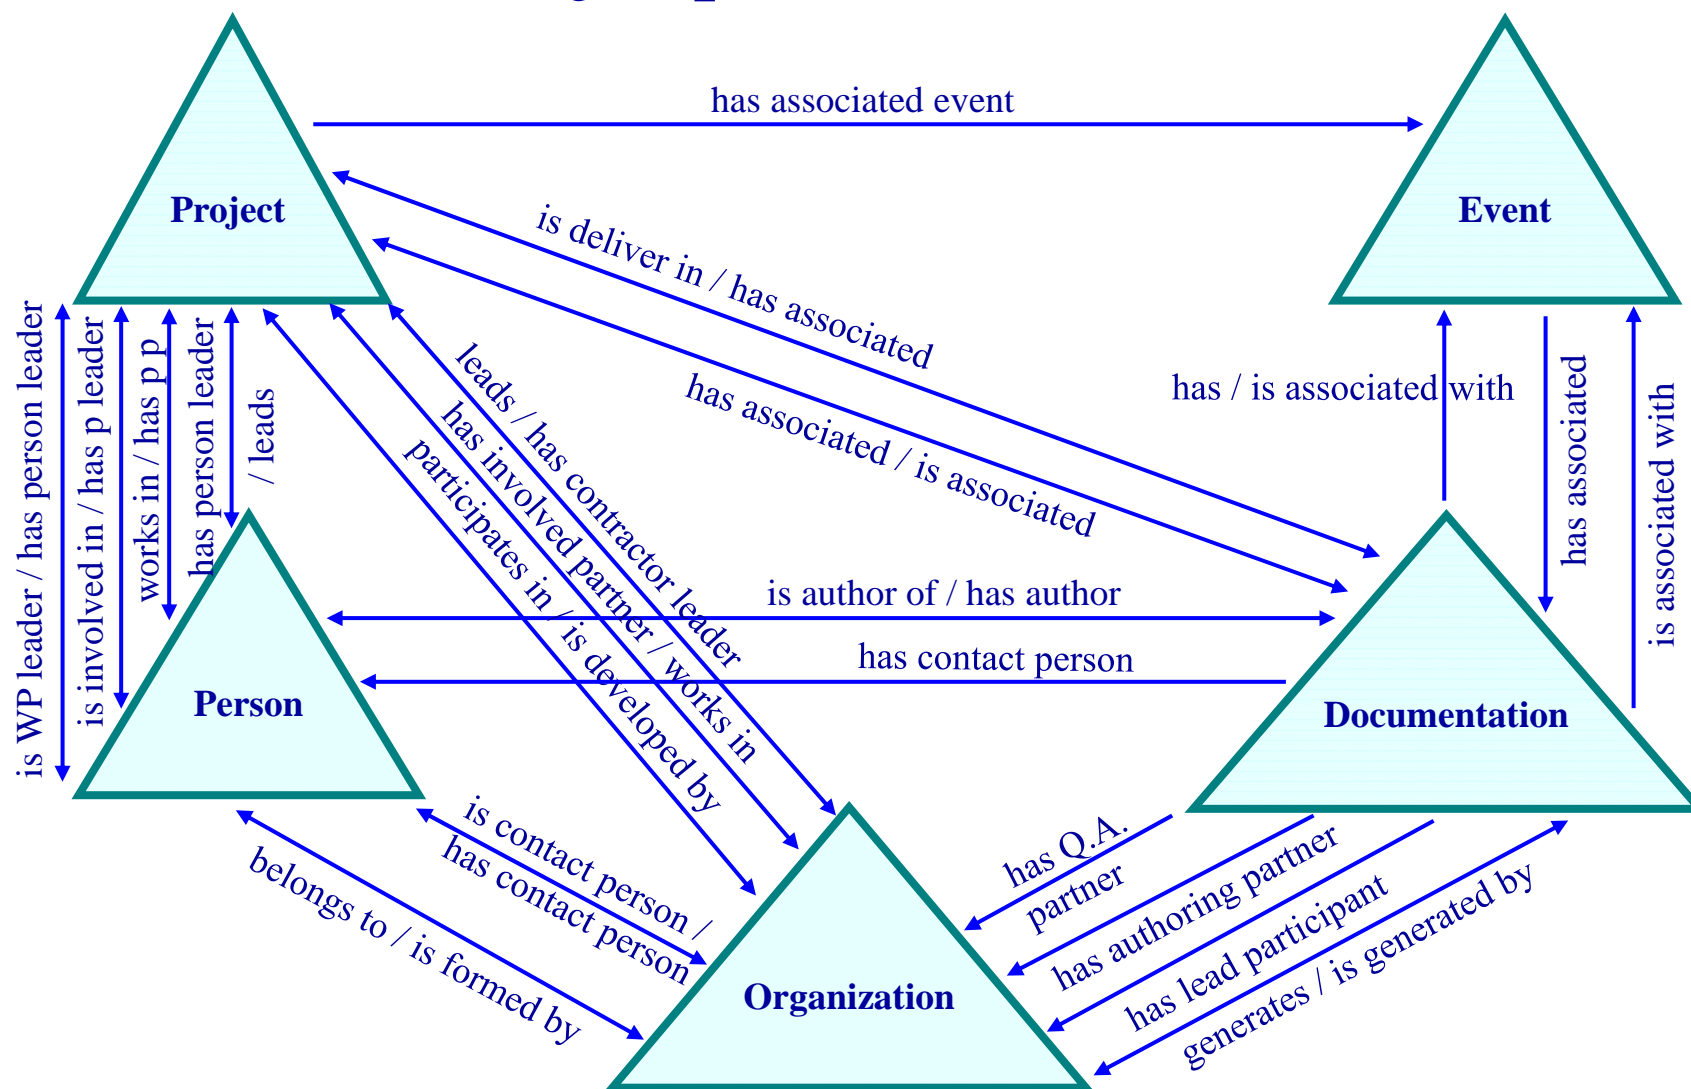 has associated event
Project
Event
is deliver in / has associated
has associated / is associated
is WP leader / has person leader
is involved in / has p leader
works in / has p p
has person leader
/ leads
leads / has contractor leader
has involved partner / works in
participates in / is developed by
has / is associated with
has associated
is associated with
is author of / has author
has contact person
Person
Documentation
is contact person /
has contact person
belongs to / is formed by
has Q.A.
partner
has authoring partner
has lead participant
generates / is generated by
Organization